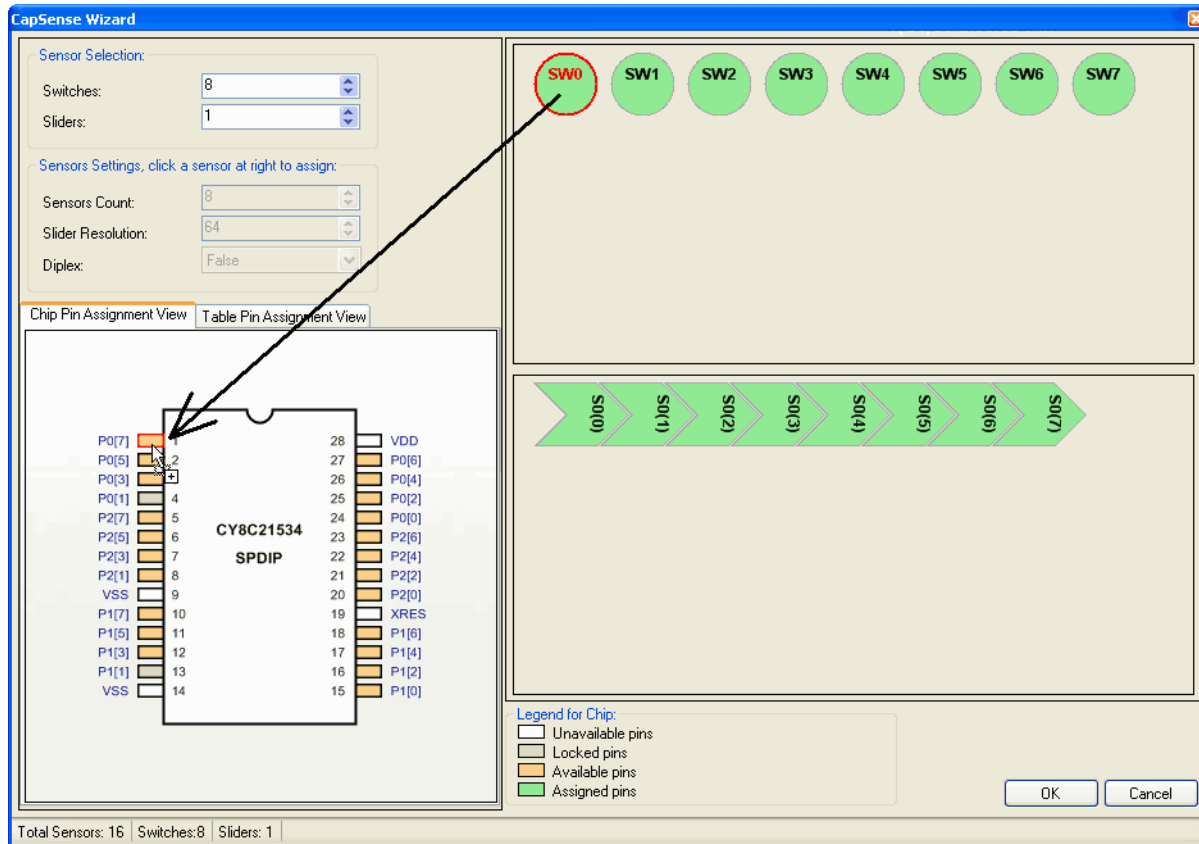 CapSense Wizard
Sensor Selection:
Switches: 8
Sliders: 1
Sensors Settings, click a sensor at right to assign:
Sensors Count: 8
Slider Resolution: 64
Diplex: False
Chip Pin Assignment View Table Pin Assignment View
P0[7] 1 28 VDD
P0[5] 2 27 P0[6]
P0[3] 26 P0[4]
P0[1] 4 25 P0[2]
P2[7] 5 24 P0[0]
P2[5] 6 23 P2[6]
P2[3] 7 22 P2[4]
P2[1] 8 21 P2[2]
VSS 9 20 P2[0]
P1[7] 10 19 XRES
P1[5] 11 18 P1[6]
P1[3] 12 17 P1[4]
P1[1] 13 16 P1[2]
VSS 14 15 P1[0]
CY8C21534
SPDIP
SW0 SW1 SW2 SW3 SW4 SW5 SW6 SW7
S0(0) S0(1) S0(2) S0(3) S0(4) S0(5) S0(6) S0(7)
Legend for Chip:
Unavailable pins
Locked pins
Available pins
Assigned pins
OK Cancel
Total Sensors: 16 Switches:8 Sliders: 1